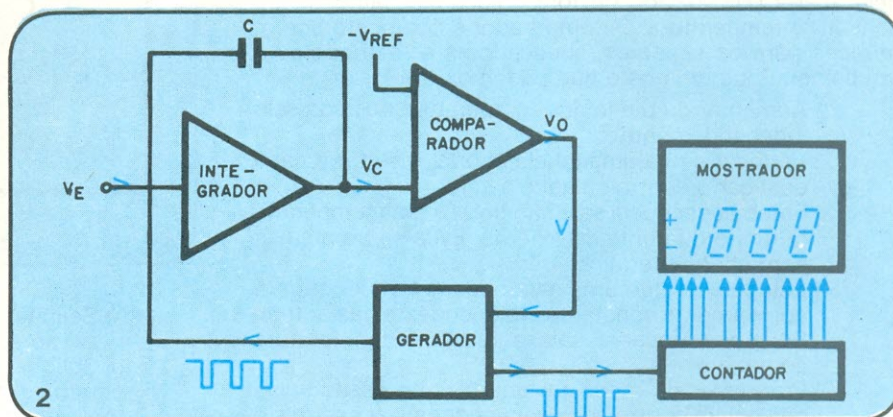 C
-VREF
COMPA-
RADOR
VO
INTE-
GRADOR
VC
VE
MOSTRADOR
+
-1888
V
GERADOR
CONTADOR
2